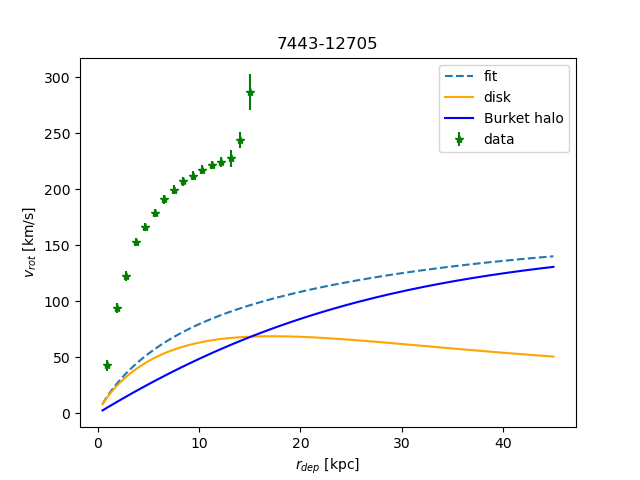 7443-12705
300
250
200
150
100
50
0
v_rot [km/s]
fit
disk
Burket halo
data
0 10 20 30 40
r_dep [kpc]